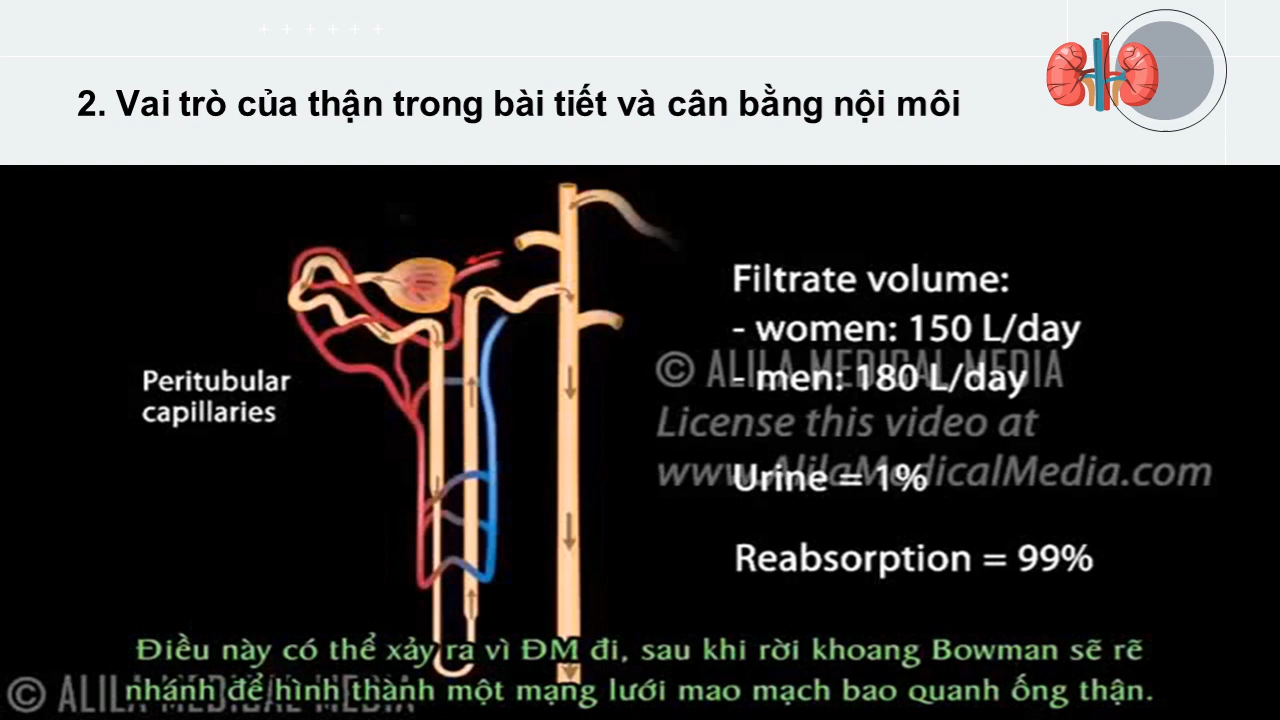 2. Vai trò của thận trong bài tiết và cân bằng nội môi
Filtrate volume:
- women: 150 L/day
- men: 180 L/day
© ALILA MEDICAL MEDIA
License this video at
www.AlilaMedicalMedia.com
Peritubular
capillaries
Urine = 1%
Reabsorption = 99%
Điều này có thể xảy ra vì ĐM đi, sau khi rời khoang Bowman sẽ rẽ
nhánh để hình thành một mạng lưới mao mạch bao quanh ống thận.
© ALILA MEDICAL MEDIA